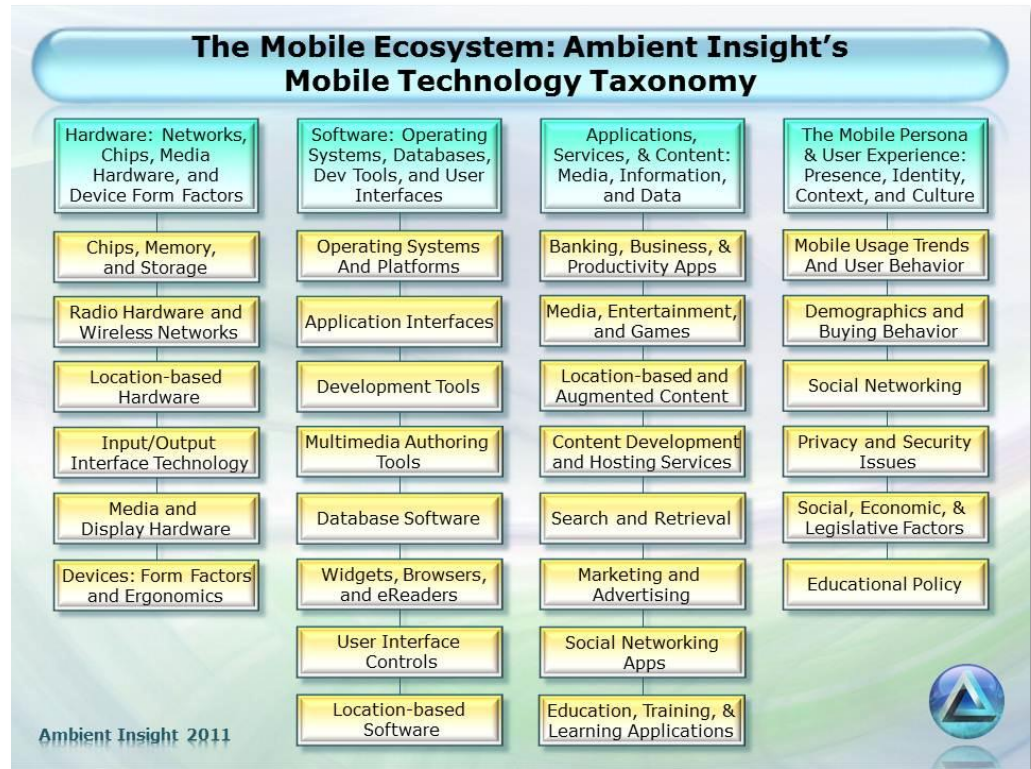 The Mobile Ecosystem: Ambient Insight's
Mobile Technology Taxonomy
Hardware: Networks,
Chips, Media
Hardware, and
Device Form Factors
Chips, Memory,
and Storage
Radio Hardware and
Wireless Networks
Location-based
Hardware
Input/Output
Interface Technology
Media and
Display Hardware
Devices: Form Factors
and Ergonomics
Software: Operating
Systems, Databases,
Dev Tools, and User
Interfaces
Operating Systems
And Platforms
Application Interfaces
Development Tools
Multimedia Authoring
Tools
Database Software
Widgets, Browsers,
and eReaders
User Interface
Controls
Location-based
Software
Applications,
Services, & Content:
Media, Information,
and Data
Banking, Business, &
Productivity Apps
Media, Entertainment,
and Games
Location-based and
Augmented Content
Content Development
and Hosting Services
Search and Retrieval
Marketing and
Advertising
Social Networking
Apps
Education, Training, &
Learning Applications
The Mobile Persona
& User Experience:
Presence, Identity,
Context, and Culture
Mobile Usage Trends
And User Behavior
Demographics and
Buying Behavior
Social Networking
Privacy and Security
Issues
Social, Economic, &
Legislative Factors
Educational Policy
Ambient Insight 2011